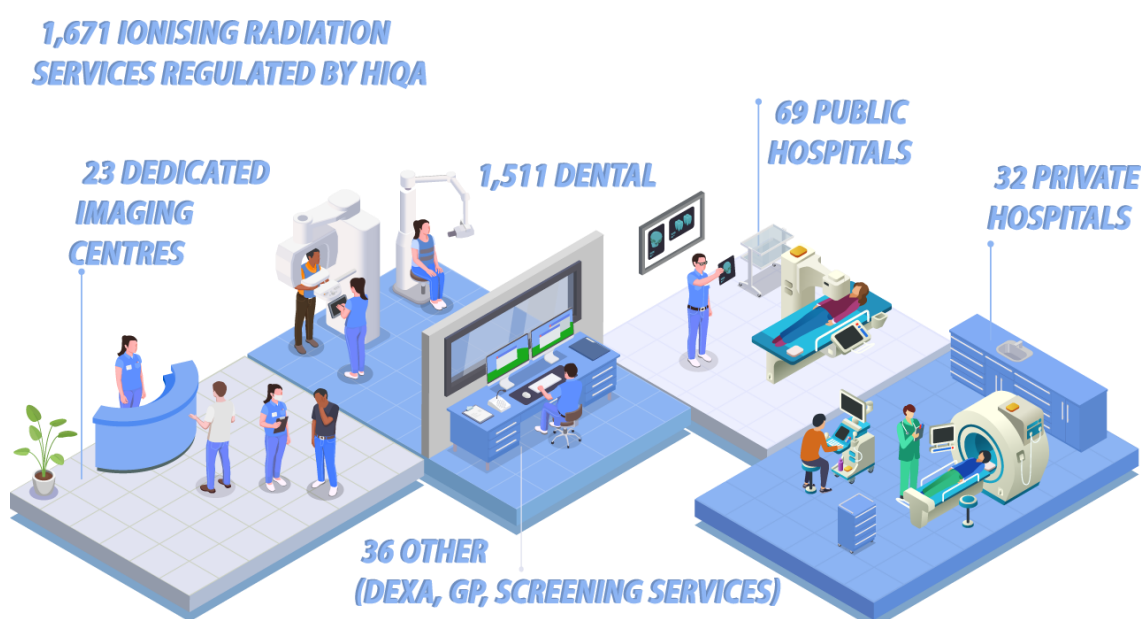 1,671 IONISING RADIATION
SERVICES REGULATED BY HIQA
23 DEDICATED
IMAGING
CENTRES
1,511 DENTAL
69 PUBLIC
HOSPITALS
32 PRIVATE
HOSPITALS
36 OTHER
(DEXA, GP, SCREENING SERVICES)